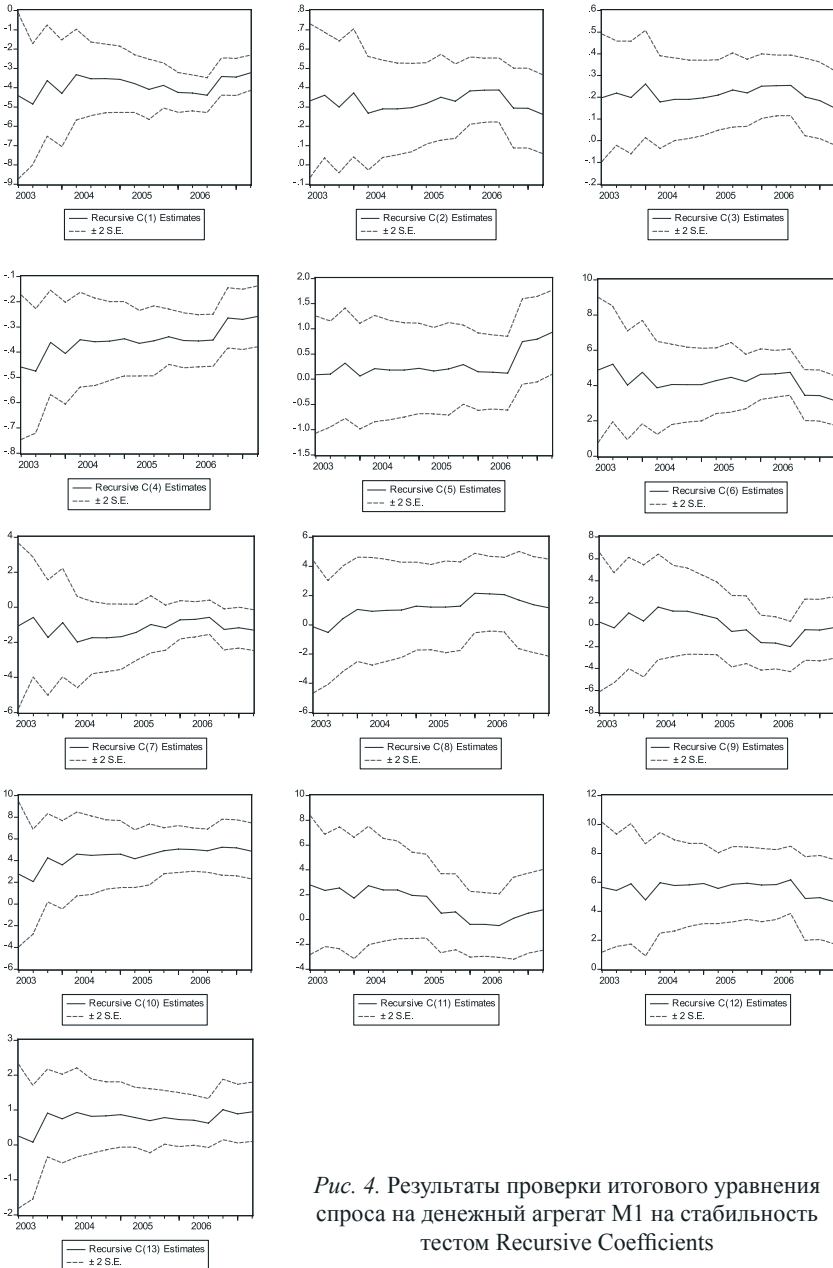 0
-1
-2
-3
-4
-5
-6
-7
-8
-9
2003 2004 2005 2006
Recursive C(1) Estimates
± 2 S.E.
.8
.7
.6
.5
.4
.3
.2
.1
.0
-.1
2003 2004 2005 2006
Recursive C(2) Estimates
± 2 S.E.
.6
.5
.4
.3
.2
.1
.0
-.1
-.2
2003 2004 2005 2006
Recursive C(3) Estimates
± 2 S.E.
-.1
-.2
-.3
-.4
-.5
-.6
-.7
-.8
2003 2004 2005 2006
Recursive C(4) Estimates
± 2 S.E.
2.0
1.5
1.0
0.5
0.0
-0.5
-1.0
-1.5
2003 2004 2005 2006
Recursive C(5) Estimates
± 2 S.E.
10
8
6
4
2
0
2003 2004 2005 2006
Recursive C(6) Estimates
± 2 S.E.
4
2
0
-2
-4
-6
2003 2004 2005 2006
Recursive C(7) Estimates
± 2 S.E.
6
4
2
0
-2
-4
-6
2003 2004 2005 2006
Recursive C(8) Estimates
± 2 S.E.
8
6
4
2
0
-2
-4
-6
-8
2003 2004 2005 2006
Recursive C(9) Estimates
± 2 S.E.
10
8
6
4
2
0
-2
-4
-6
2003 2004 2005 2006
Recursive C(10) Estimates
± 2 S.E.
10
8
6
4
2
0
-2
-4
2003 2004 2005 2006
Recursive C(11) Estimates
± 2 S.E.
12
10
8
6
4
2
0
2003 2004 2005 2006
Recursive C(12) Estimates
± 2 S.E.
3
2
1
0
-1
-2
2003 2004 2005 2006
Recursive C(13) Estimates
± 2 S.E.
Рис. 4. Результаты проверки итогового уравнения
спроса на денежный агрегат М1 на стабильность
тестом Recursive Coefficients